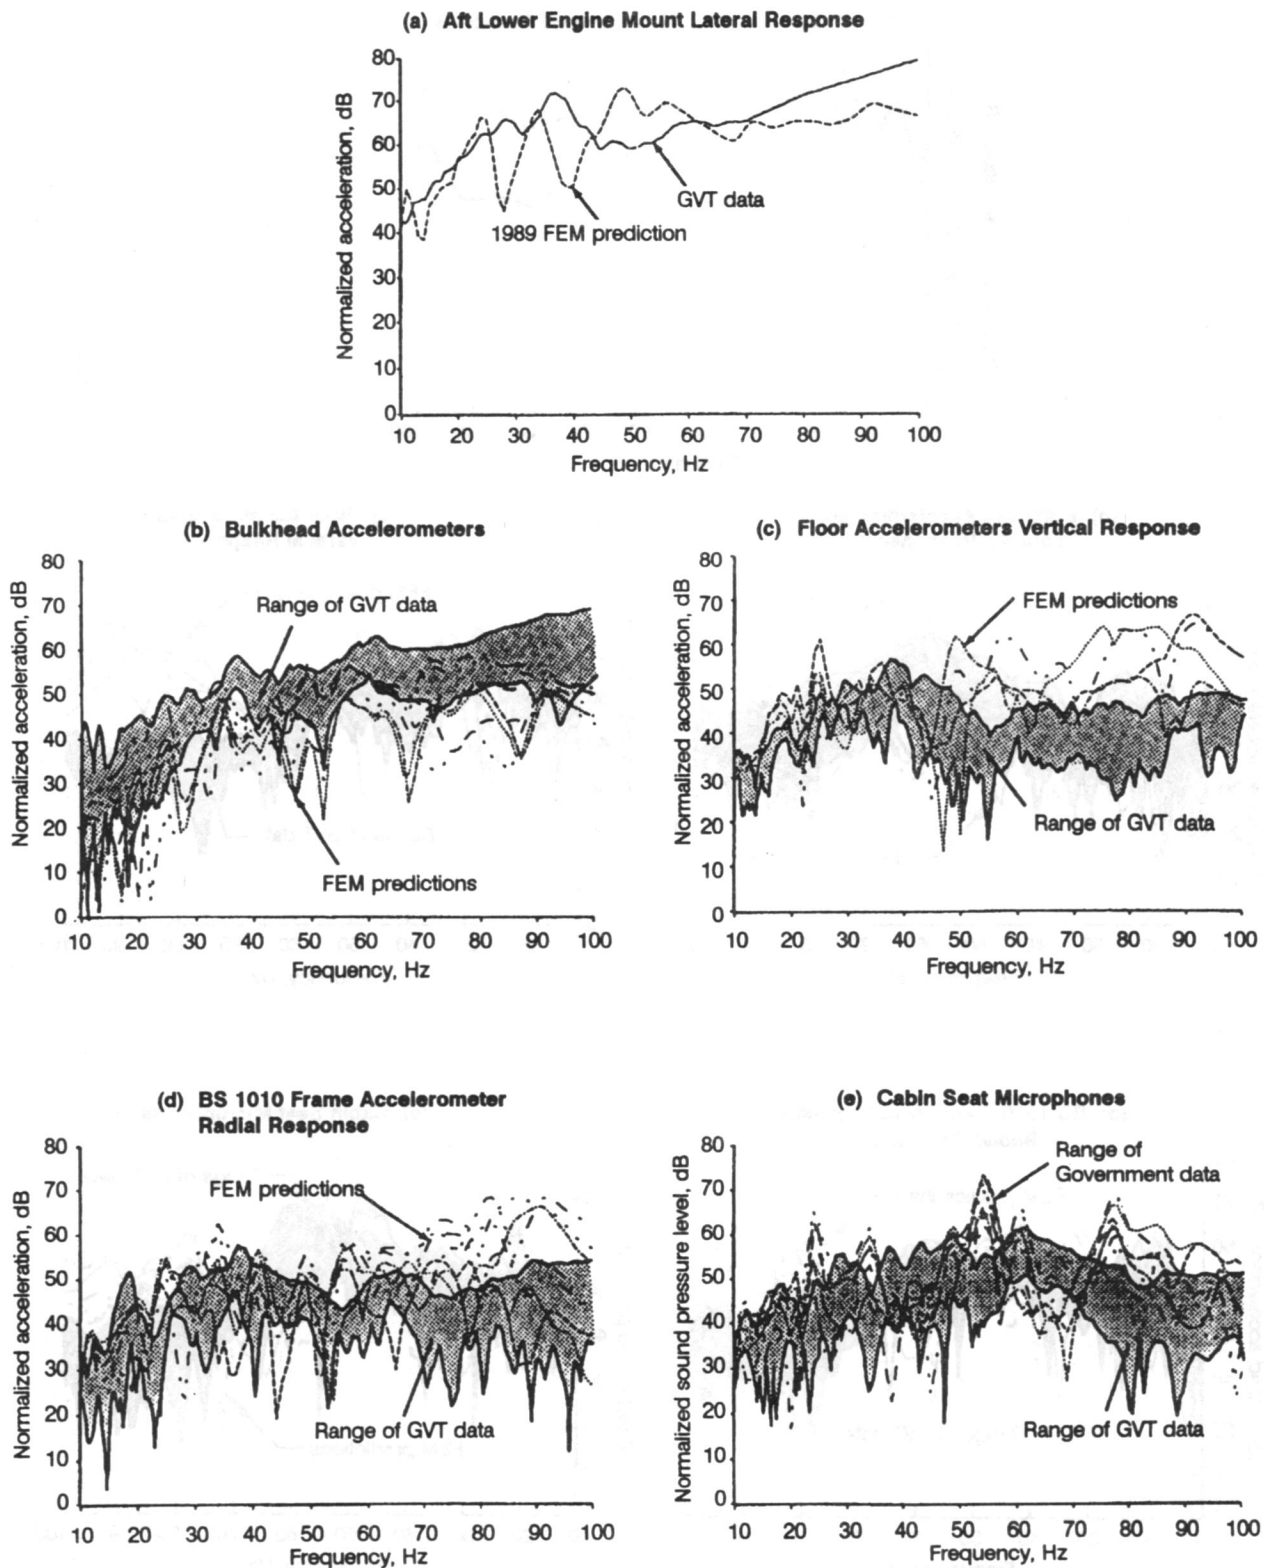 (a) Aft Lower Engine Mount Lateral Response
Normalized acceleration, dB
80
70
60
50
40
30
20
10
0
GVT data
1989 FEM prediction
10 20 30 40 50 60 70 80 90 100
Frequency, Hz
(b) Bulkhead Accelerometers
Normalized acceleration, dB
80
70
60
50
40
30
20
10
0
Range of GVT data
FEM predictions
10 20 30 40 50 60 70 80 90 100
Frequency, Hz
(c) Floor Accelerometers Vertical Response
Normalized acceleration, dB
80
70
60
50
40
30
20
10
0
FEM predictions
Range of GVT data
10 20 30 40 50 60 70 80 90 100
Frequency, Hz
(d) BS 1010 Frame Accelerometer
Radial Response
Normalized acceleration, dB
80
70
60
50
40
30
20
10
0
FEM predictions
Range of GVT data
10 20 30 40 50 60 70 80 90 100
Frequency, Hz
(e) Cabin Seat Microphones
Normalized sound pressure level, dB
80
70
60
50
40
30
20
10
0
Range of
Government data
Range of GVT data
10 20 30 40 50 60 70 80 90 100
Frequency, Hz